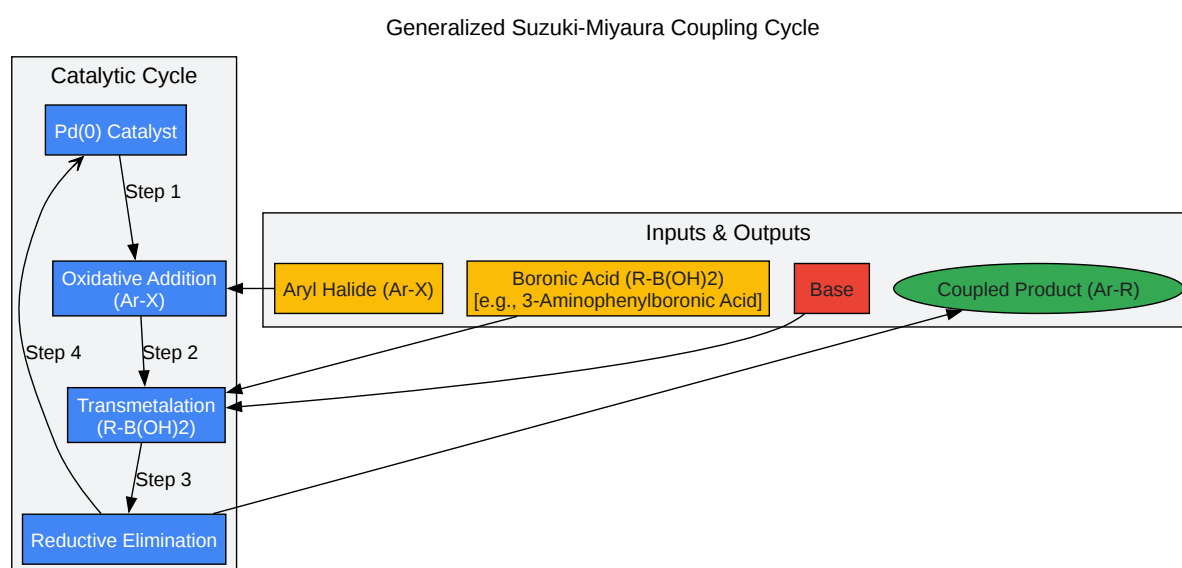 Generalized Suzuki-Miyaura Coupling Cycle
Catalytic Cycle
Pd(0) Catalyst
Step 1
Inputs & Outputs
Oxidative Addition
(Ar-X)
Aryl Halide (Ar-X)
Boronic Acid (R-B(OH)2)
[e.g., 3-Aminophenylboronic Acid]
Base
Coupled Product (Ar-R)
Step 4
Step 2
Transmetalation
(R-B(OH)2)
Step 3
Reductive Elimination